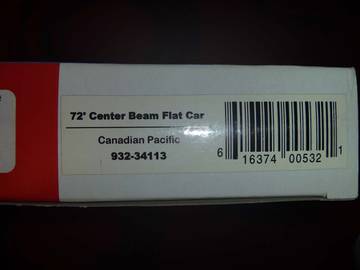 72' Center Beam Flat Car
Canadian Pacific
932-34113
6 16374 00532 1